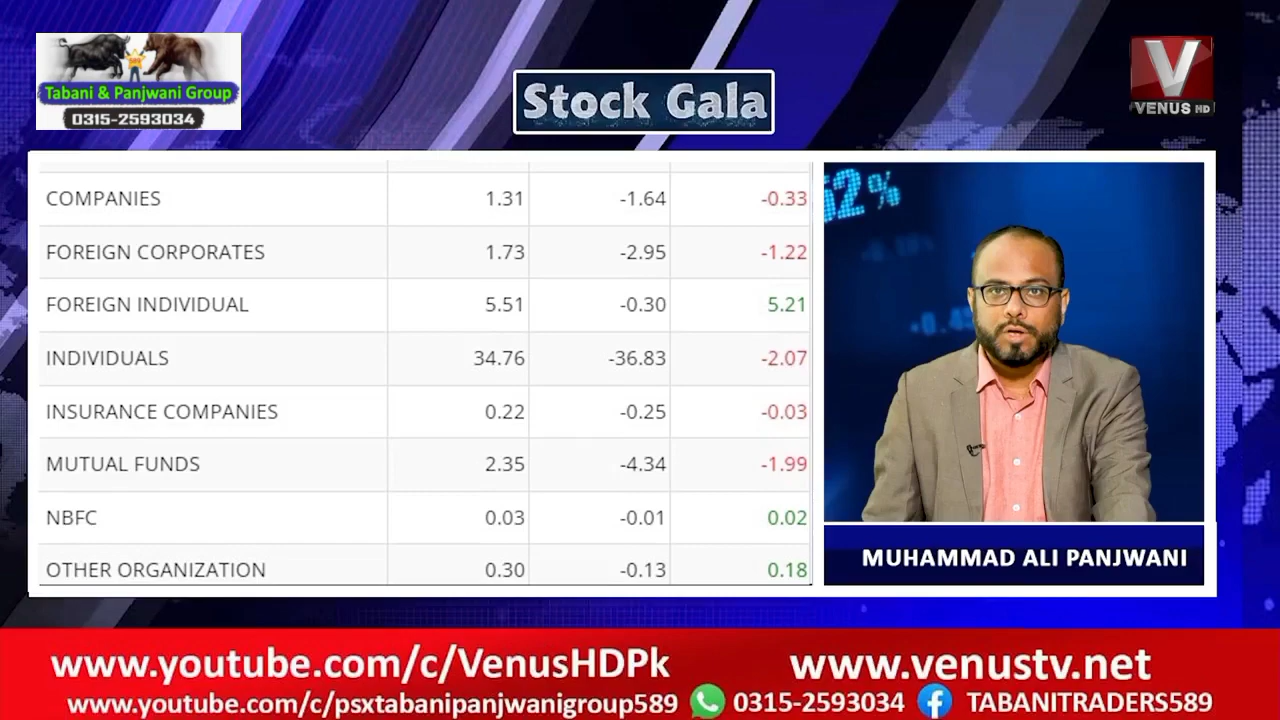 Tabani & Panjwani Group
0315-2593034
Stock Gala
V
VENUS HD
COMPANIES 1.31 -1.64 -0.33
FOREIGN CORPORATES 1.73 -2.95 -1.22
FOREIGN INDIVIDUAL 5.51 -0.30 5.21
INDIVIDUALS 34.76 -36.83 -2.07
INSURANCE COMPANIES 0.22 -0.25 -0.03
MUTUAL FUNDS 2.35 -4.34 -1.99
NBFC 0.03 -0.01 0.02
OTHER ORGANIZATION 0.30 -0.13 0.18
MUHAMMAD ALI PANJWANI
www.youtube.com/c/VenusHDPk www.venustv.net
www.youtube.com/c/psxtabanipanjwanigroup589 0315-2593034 TABANITRADERS589